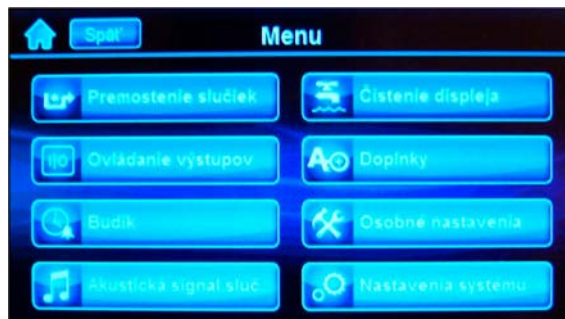 Späť
Menu
Premostenie slučiek
Čistenie displeja
Ovládanie výstupov
Doplnky
Budík
Osobné nastavenia
Akustická signal.sluč.
Nastavenia systému